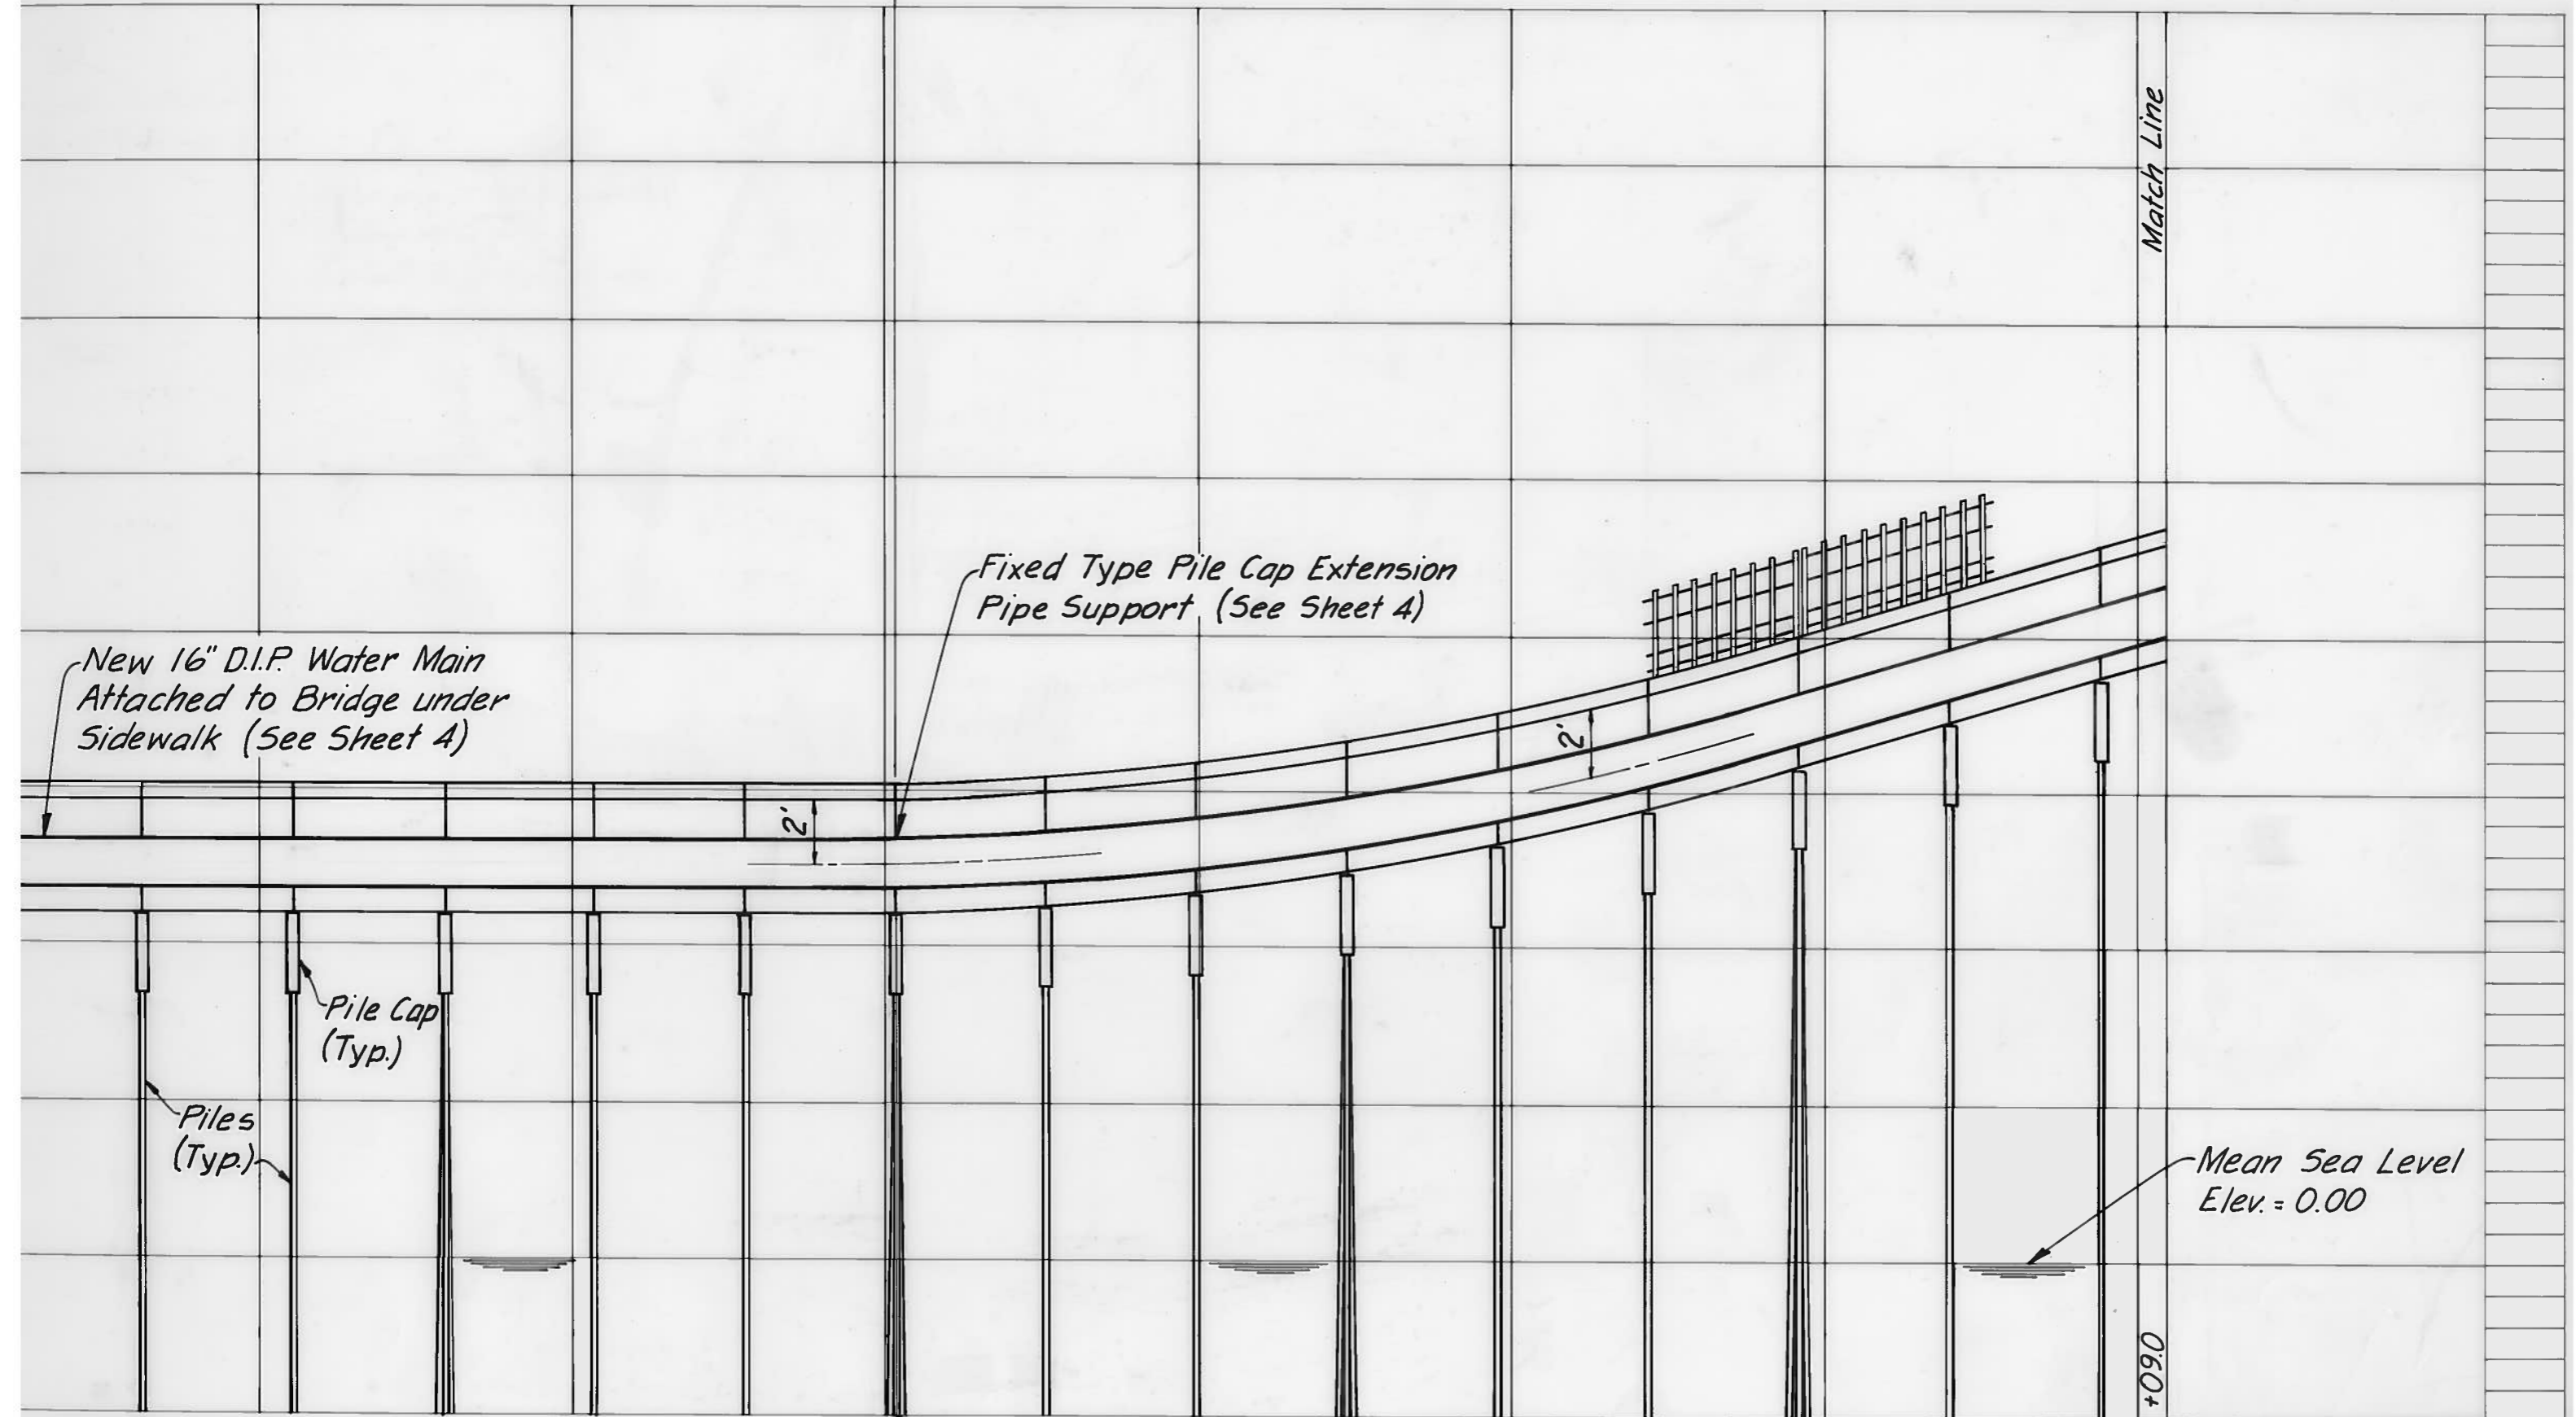 Match Line
Fixed Type Pile Cap Extension
Pipe Support (See Sheet 4)
New 16" D.I.P. Water Main
Attached to Bridge under
Sidewalk (See Sheet 4)
2'
2'
Pile Cap
(Typ.)
Piles
(Typ.)
Mean Sea Level
Elev. = 0.00
+09.0